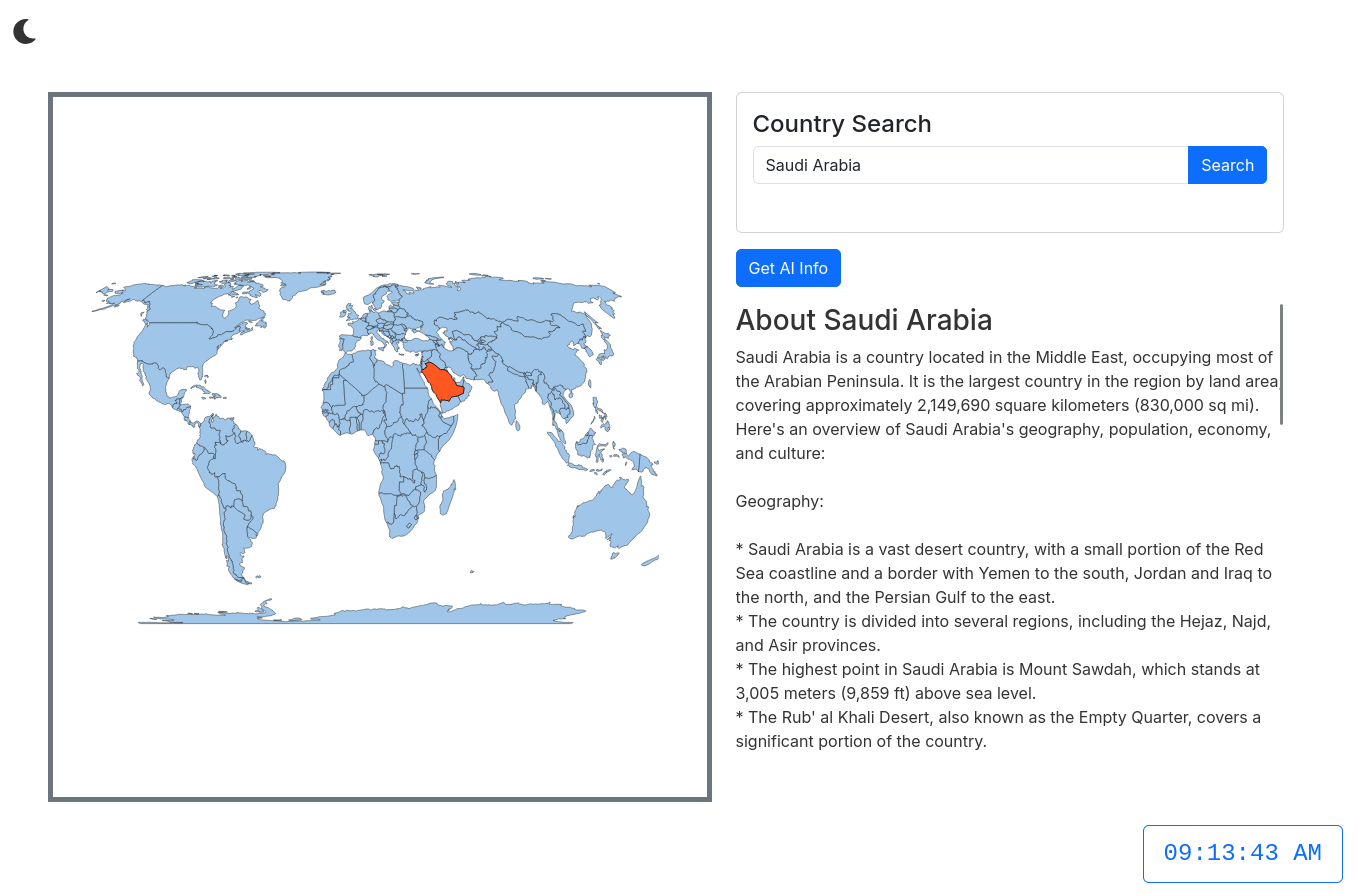 Country Search
Saudi Arabia
Search
Get AI Info
About Saudi Arabia
Saudi Arabia is a country located in the Middle East, occupying most of
the Arabian Peninsula. It is the largest country in the region by land area,
covering approximately 2,149,690 square kilometers (830,000 sq mi).
Here's an overview of Saudi Arabia's geography, population, economy,
and culture:
Geography:
* Saudi Arabia is a vast desert country, with a small portion of the Red
Sea coastline and a border with Yemen to the south, Jordan and Iraq to
the north, and the Persian Gulf to the east.
* The country is divided into several regions, including the Hejaz, Najd,
and Asir provinces.
* The highest point in Saudi Arabia is Mount Sawdah, which stands at
3,005 meters (9,859 ft) above sea level.
* The Rub' al Khali Desert, also known as the Empty Quarter, covers a
significant portion of the country.
09:13:43 AM